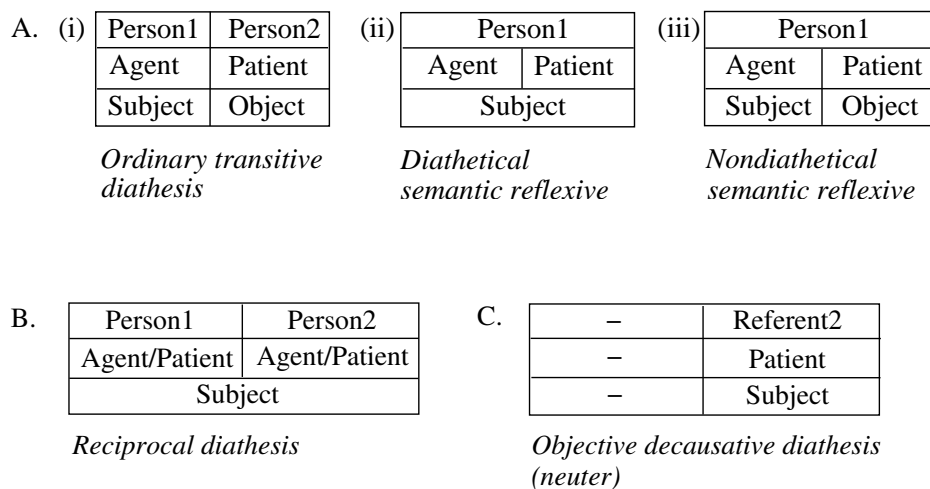 A. (i) Person1 Person2 (ii) Person1 (iii) Person1
Agent Patient Agent Patient Agent Patient
Subject Object Subject Subject Object
Ordinary transitive Diathetical Nondiathetical
diathesis semantic reflexive semantic reflexive
B. Person1 Person2 C. – Referent2
Agent/Patient Agent/Patient – Patient
Subject – Subject
Reciprocal diathesis Objective decausative diathesis
(neuter)